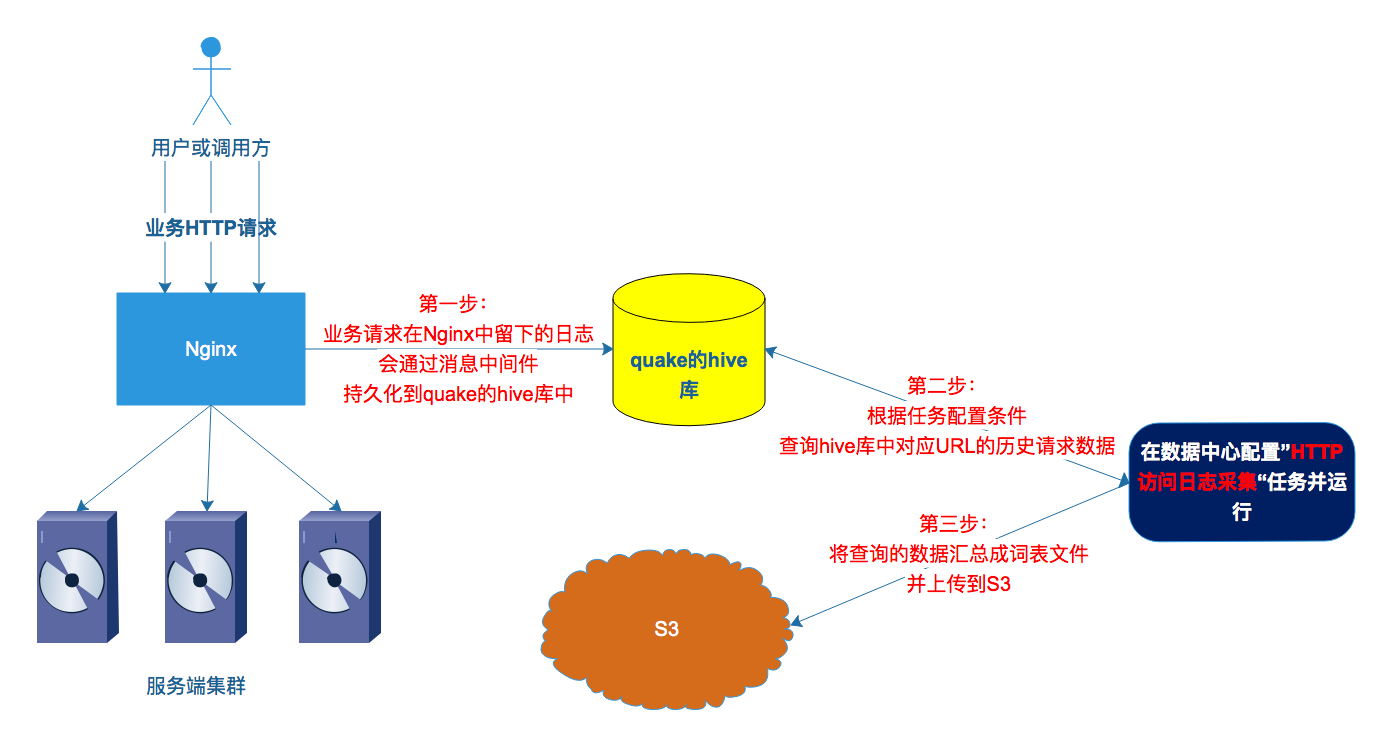 用户或调用方
业务HTTP请求
Nginx
第一步：
业务请求在Nginx中留下的日志
会通过消息中间件
持久化到quake的hive库中
quake的hive
库
第二步：
根据任务配置条件
查询hive库中对应URL的历史请求数据
在数据中心配置”HTTP
访问日志采集“任务并运
行
第三步：
将查询的数据汇总成词表文件
并上传到S3
S3
服务端集群